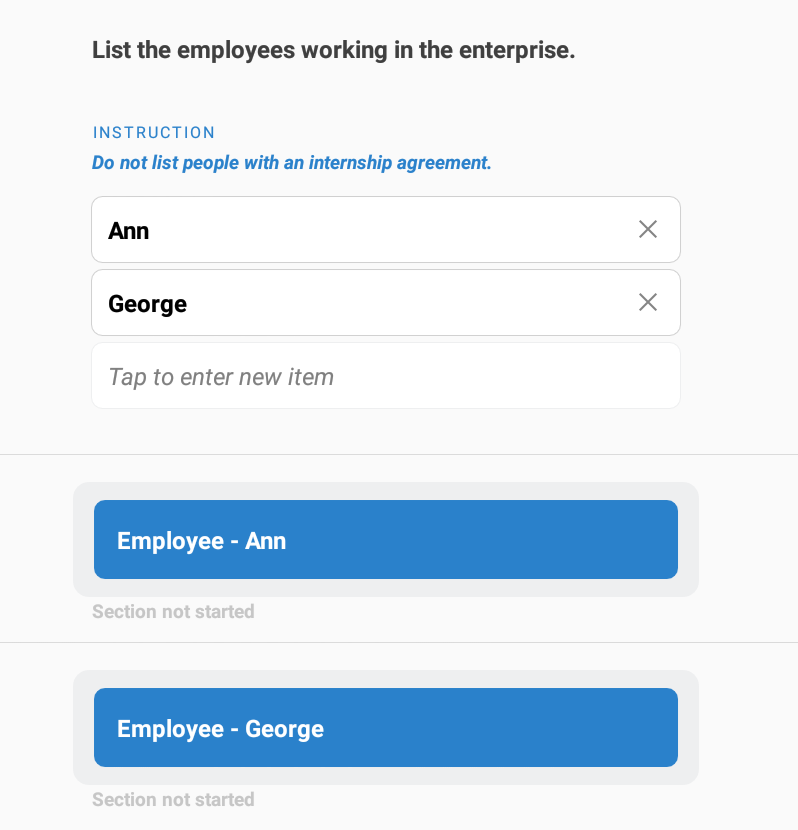 List the employees working in the enterprise.
INSTRUCTION
Do not list people with an internship agreement.
Ann
George
Tap to enter new item
Employee - Ann
Section not started
Employee - George
Section not started